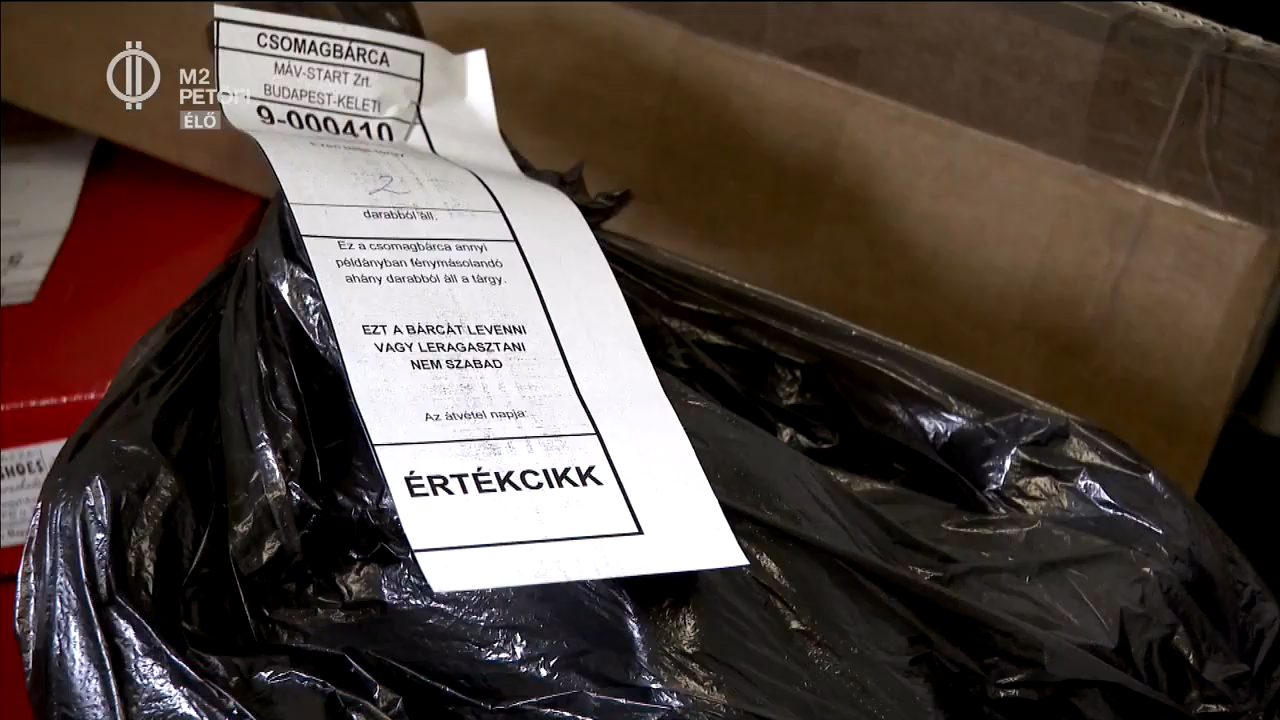 M2
PETŐFI
ÉLŐ
CSOMAGBÁRCA
MÁV-START Zrt.
BUDAPEST-KELETI
9-000410
2
darabból áll.
Ez a csomagbárca annyi
példányban fénymásolandó
ahány darabból áll a tárgy.
EZT A BÁRCÁT LEVENNI
VAGY LERAGASZTANI
NEM SZABAD
Az átvétel napja:
ÉRTÉKCIKK
SHOES